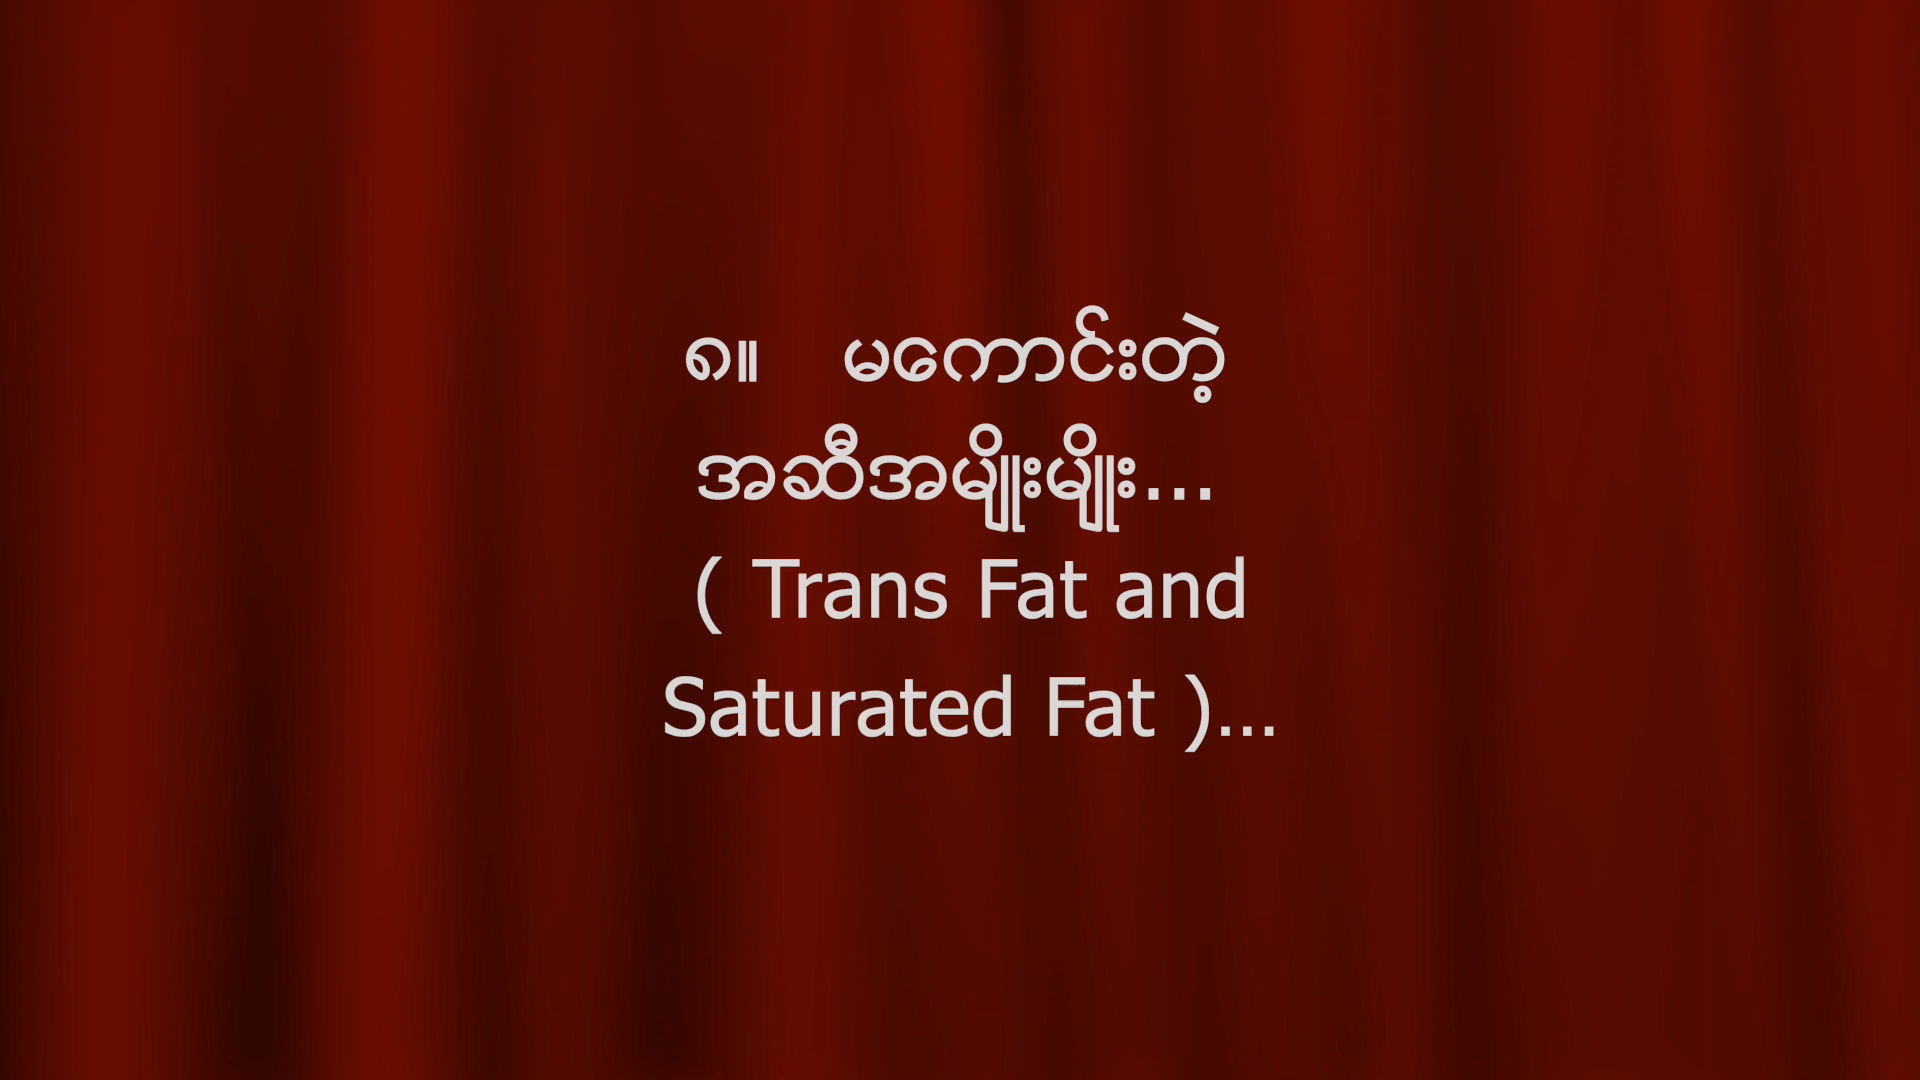 ၈။ မကောင်းတဲ့
အဆီအမျိုးမျိုး...
( Trans Fat and
Saturated Fat )...